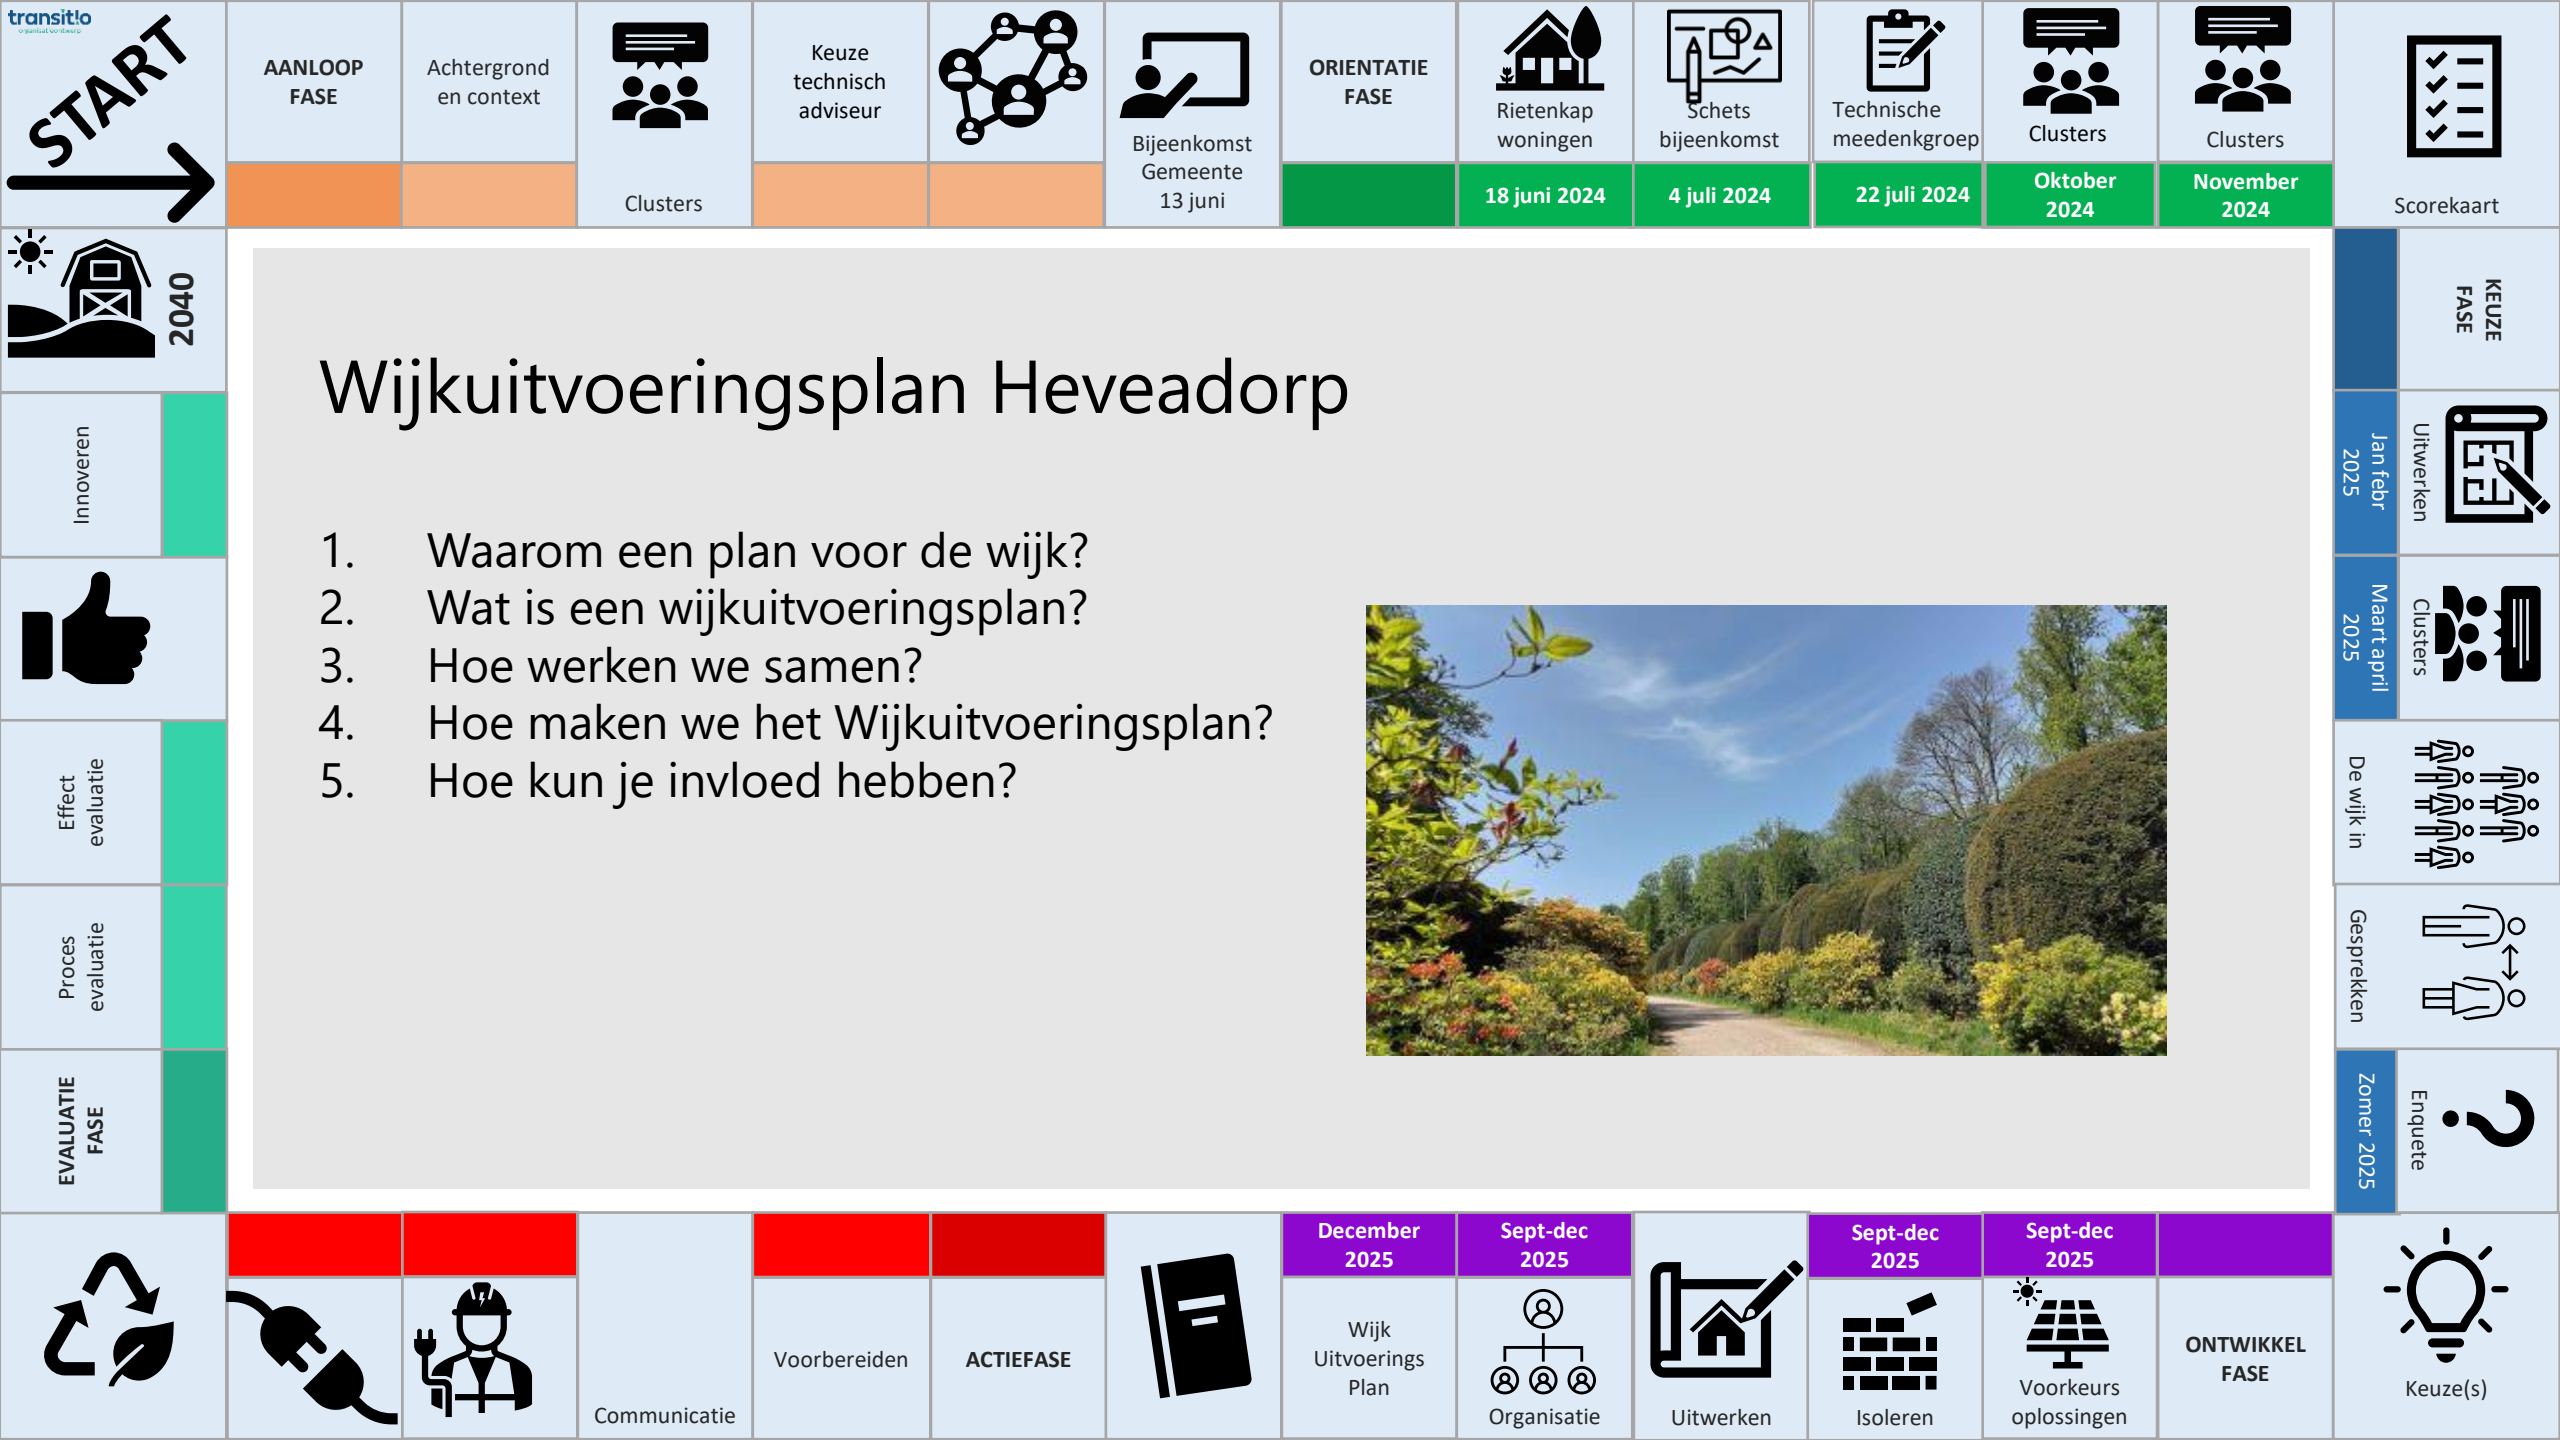 transit!o
organisatieontwerp
START
AANLOOP
FASE
Achtergrond
en context
Clusters
Keuze
technisch
adviseur
Bijeenkomst
Gemeente
13 juni
ORIENTATIE
FASE
Rietenkap
woningen
18 juni 2024
Schets
bijeenkomst
4 juli 2024
Technische
meedenkgroep
22 juli 2024
Clusters
Oktober
2024
Clusters
November
2024
Scorekaart
KEUZE
FASE
Uitwerken
Jan febr
2025
Clusters
Maart april
2025
De wijk in
Gesprekken
Enquete
Zomer 2025
Keuze(s)
ONTWIKKEL
FASE
Sept-dec
2025
Voorkeurs
oplossingen
Sept-dec
2025
Isoleren
Uitwerken
Sept-dec
2025
Organisatie
December
2025
Wijk
Uitvoerings
Plan
ACTIEFASE
Voorbereiden
Communicatie
EVALUATIE
FASE
Proces
evaluatie
Effect
evaluatie
Innoveren
2040
Wijkuitvoeringsplan Heveadorp
1. Waarom een plan voor de wijk?
2. Wat is een wijkuitvoeringsplan?
3. Hoe werken we samen?
4. Hoe maken we het Wijkuitvoeringsplan?
5. Hoe kun je invloed hebben?